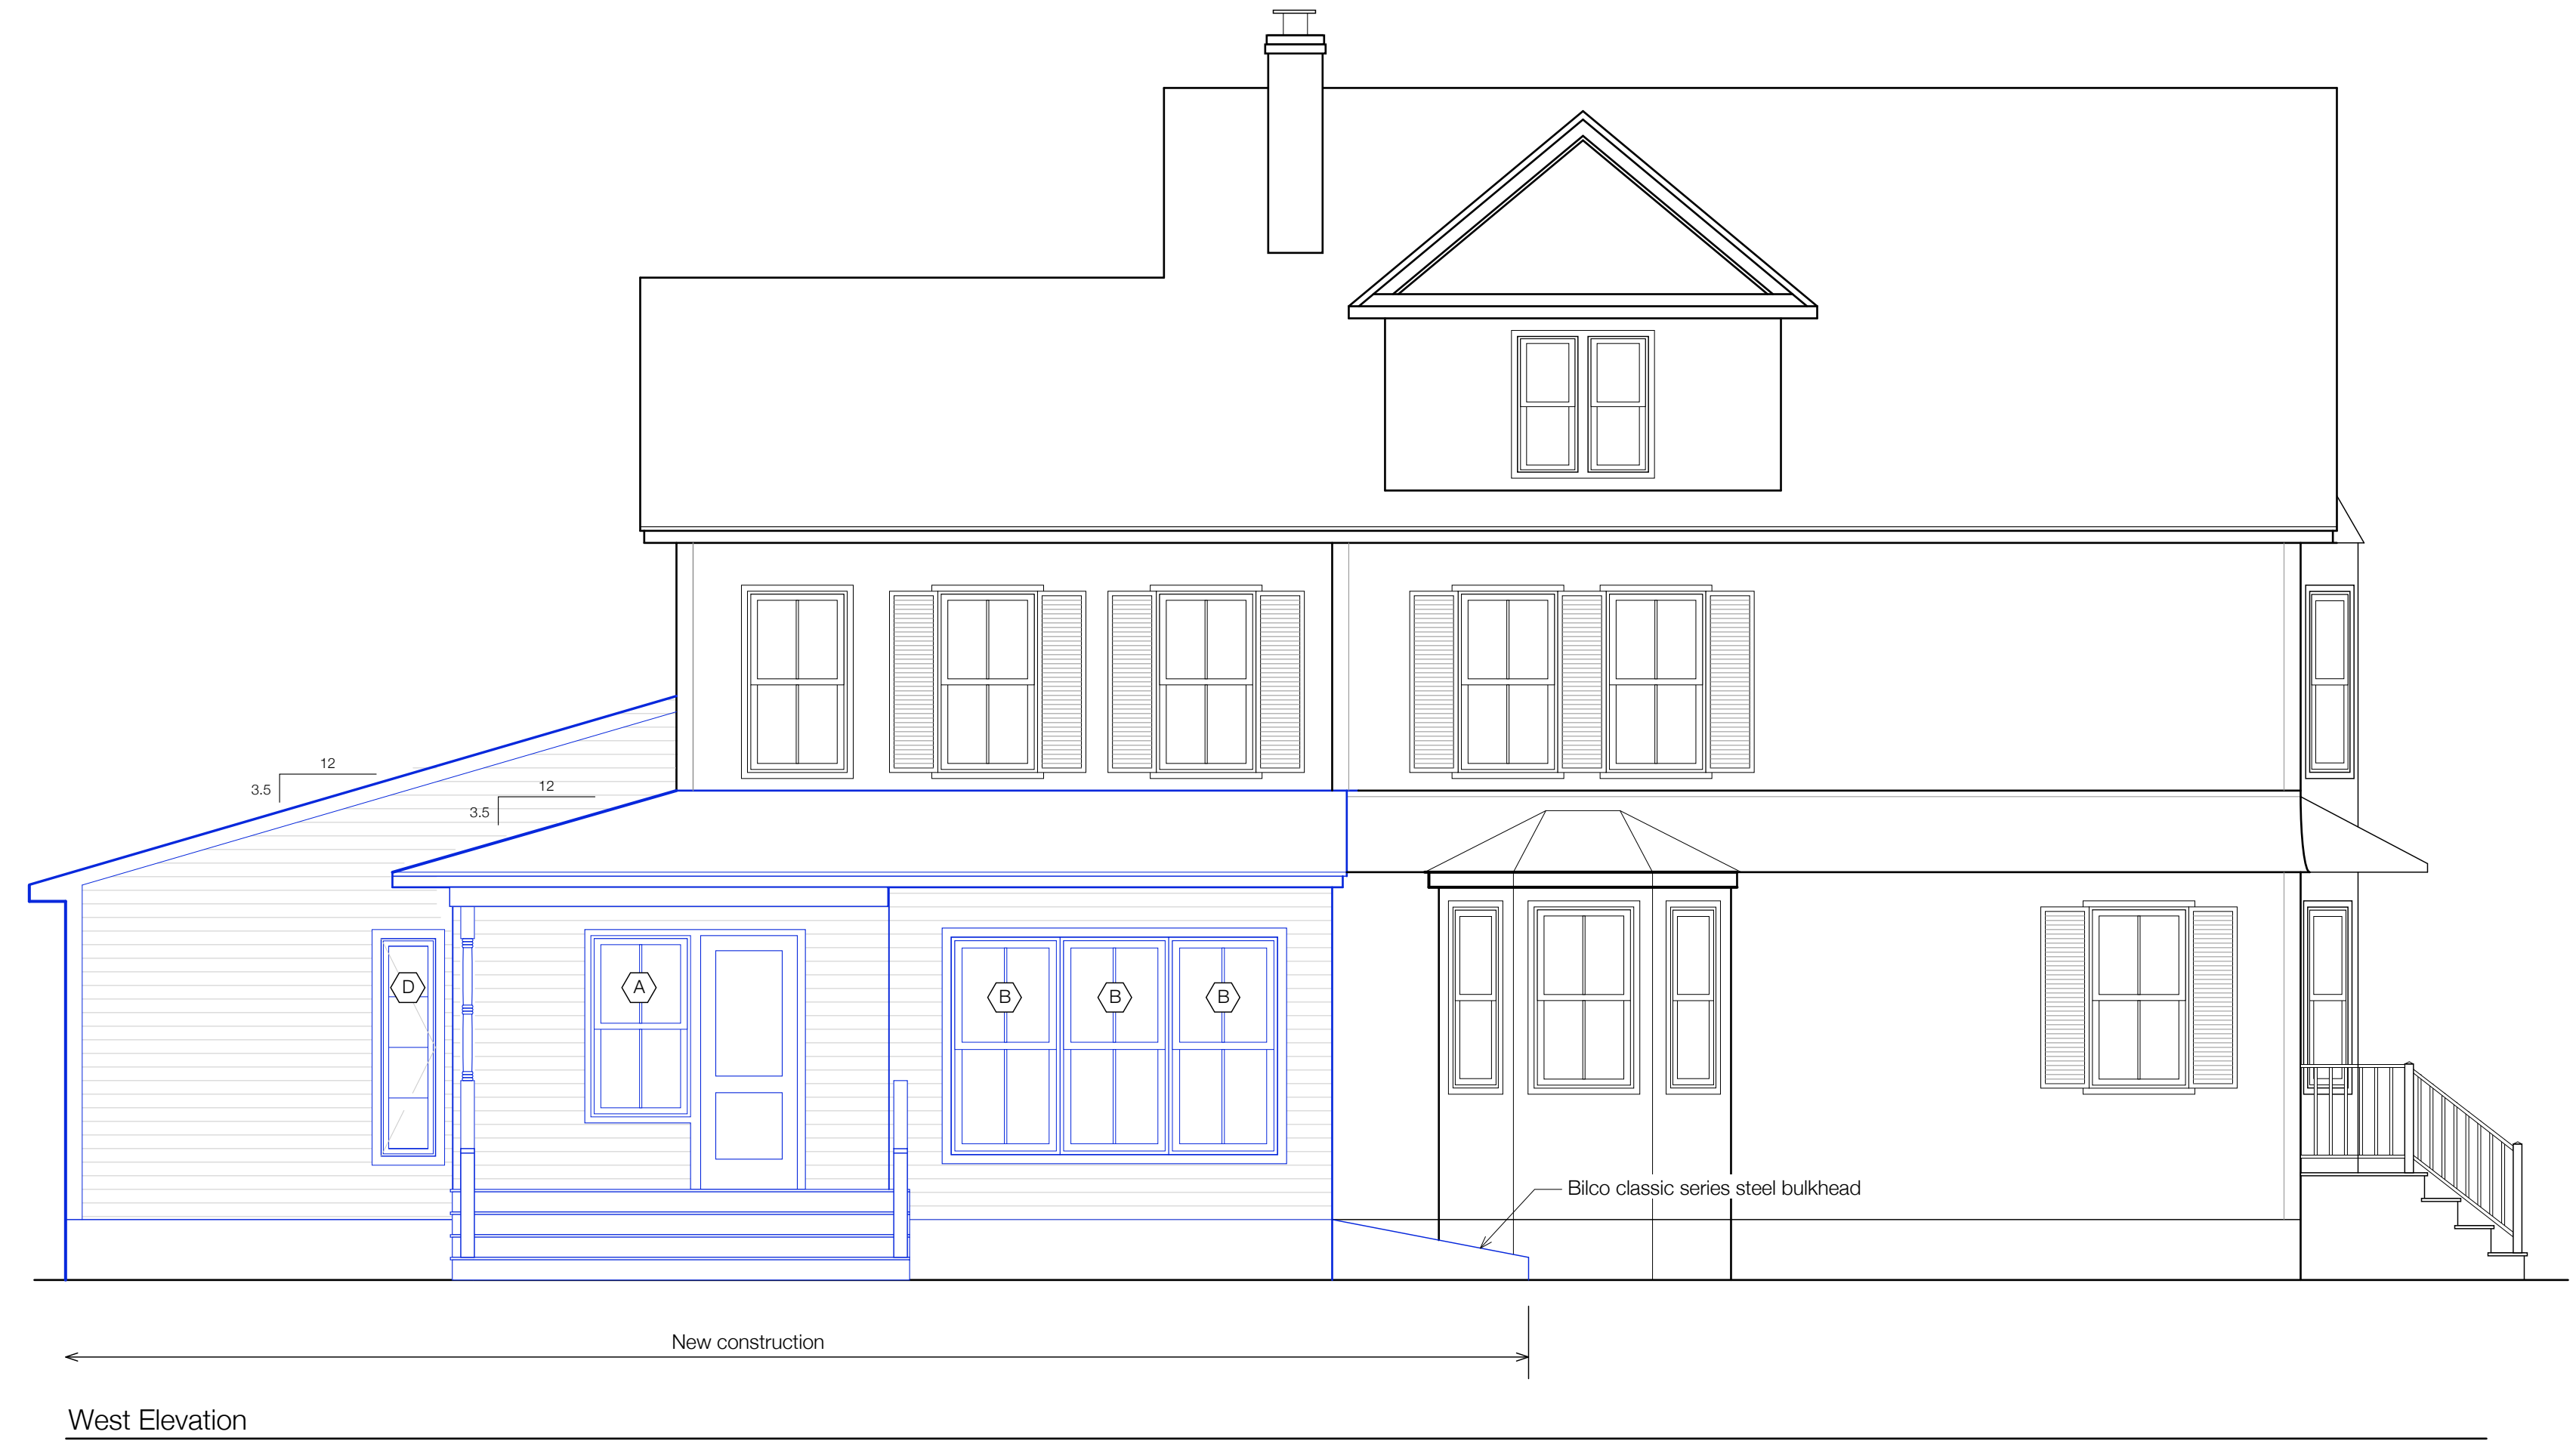 12
3.5
12
3.5
D
A
B
B
B
Bilco classic series steel bulkhead
New construction
West Elevation